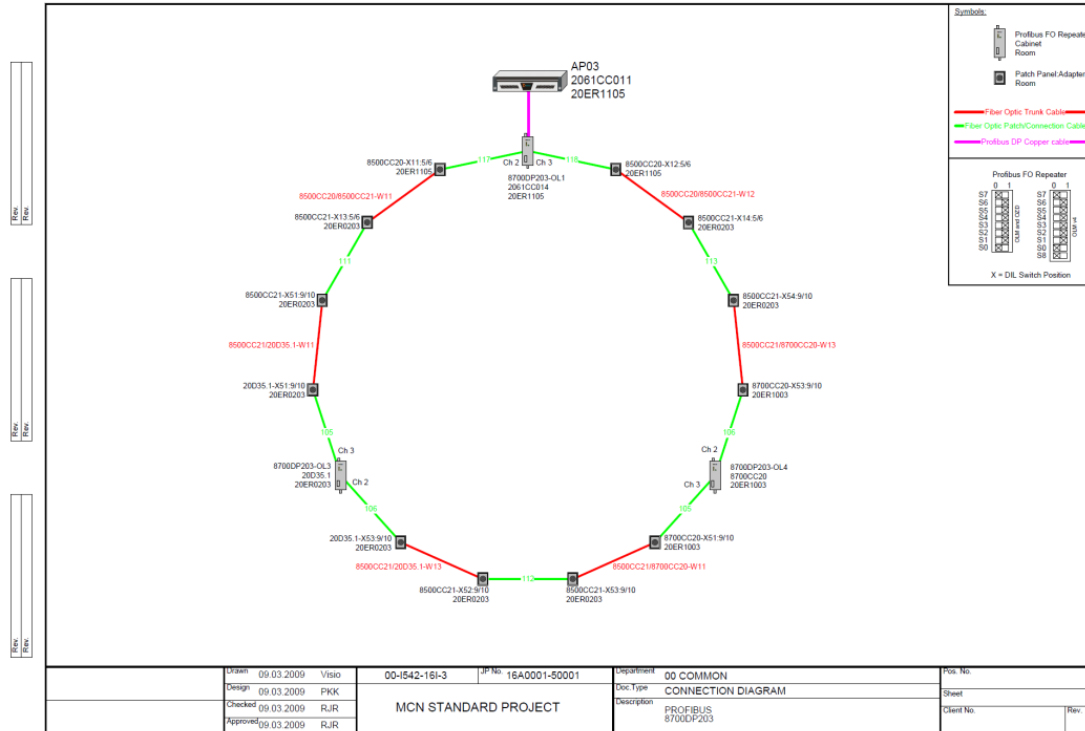 Symbols:
Profibus FO Repeate
Cabinet
Room
Patch Panel:Adapter
Room
Fiber Optic Trunk Cable
Fiber Optic Patch/Connection Cable
Profibus DP Copper cable
Profibus FO Repeater
0 1
0 1
S7
S6
S5
S4
S3
S2
S1
S0
OLM and OZD
S7
S6
S5
S4
S3
S2
S1
S0
S8
OLM v4
X = DIL Switch Position
AP03
2061CC011
20ER1105
117
Ch 2
Ch 3
118
8700DP203-OL1
2061CC014
20ER1105
8500CC20-X11:5/6
20ER1105
8500CC20-X12:5/6
20ER1105
8500CC20/8500CC21-W11
8500CC20/8500CC21-W12
8500CC21-X13:5/6
20ER0203
8500CC21-X14:5/6
20ER0203
111
113
8500CC21-X51:9/10
20ER0203
8500CC21-X54:9/10
20ER0203
8500CC21/20D35.1-W11
8500CC21/8700CC20-W13
20D35.1-X51:9/10
20ER0203
8700CC20-X53:9/10
20ER1003
105
106
Ch 3
8700DP203-OL3
20D35.1
20ER0203
Ch 2
Ch 2
8700DP203-OL4
8700CC20
20ER1003
Ch 3
106
105
20D35.1-X53:9/10
20ER0203
8700CC20-X51:9/10
20ER1003
8500CC21/20D35.1-W13
8500CC21/8700CC20-W11
8500CC21-X52:9/10
20ER0203
112
8500CC21-X53:9/10
20ER0203
Rev.
Rev.
Rev.
Rev.
Rev.
Rev.
Drawn 09.03.2009 Visio
Design 09.03.2009 PKK
Checked 09.03.2009 RJR
Approved 09.03.2009 RJR
00-I542-16I-3
JP No. 16A0001-50001
MCN STANDARD PROJECT
Department 00 COMMON
Doc.Type CONNECTION DIAGRAM
Description PROFIBUS
8700DP203
Pos. No.
Sheet
Client No.
Rev.